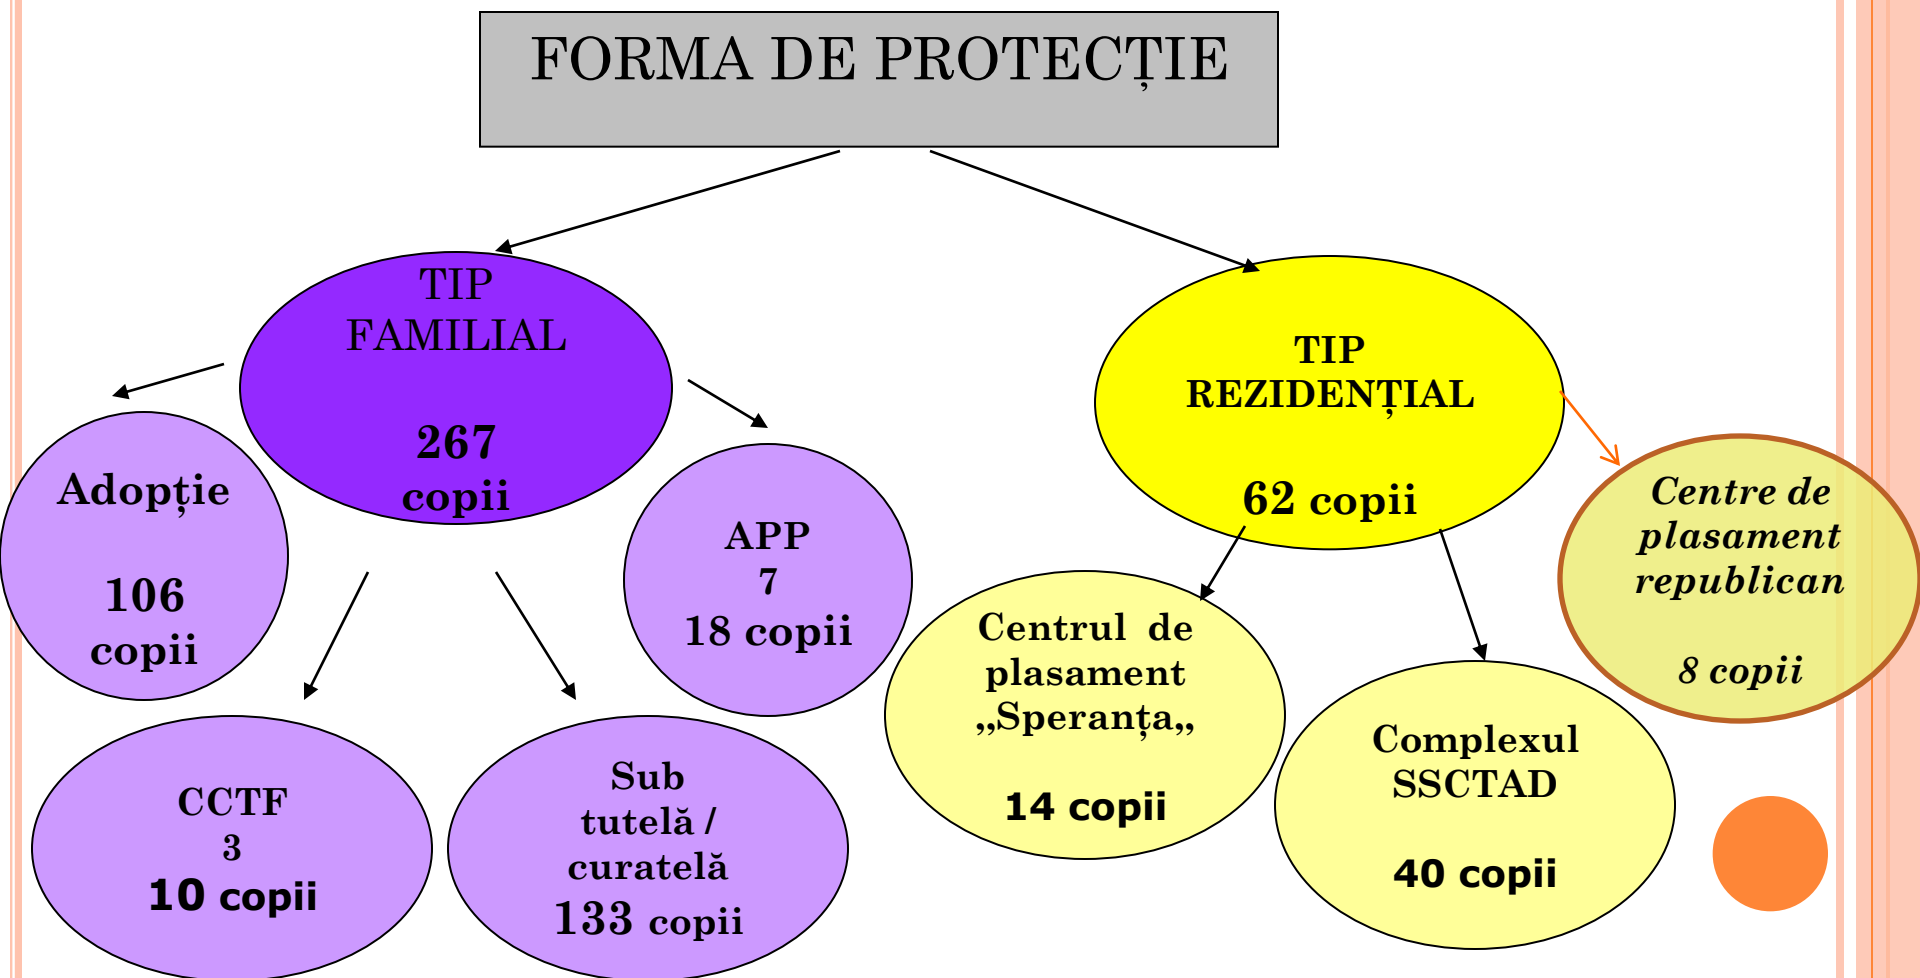 FORMA DE PROTECȚIE
TIP
FAMILIAL
267
copii
Adopție
106
copii
CCTF
3
10 copii
Sub
tutelă /
curatelă
133 copii
APP
7
18 copii
TIP
REZIDENȚIAL
62 copii
Centrul de
plasament
„Speranța„
14 copii
Complexul
SSCTAD
40 copii
Centre de
plasament
republican
8 copii